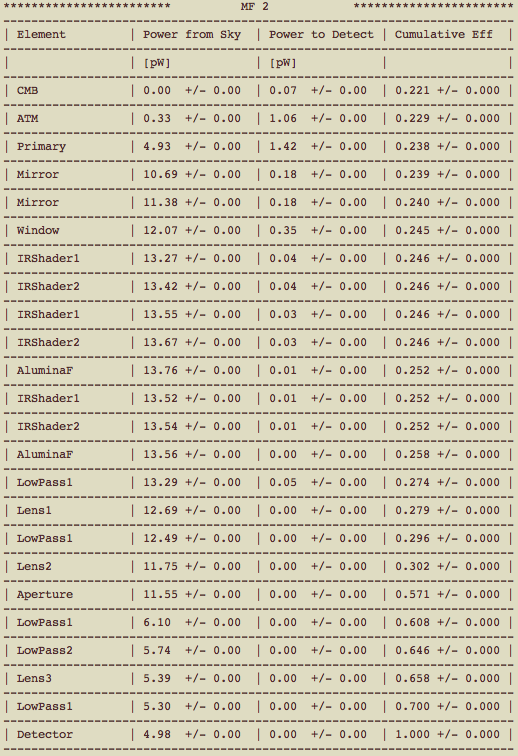 ************************ MF 2 ***********************
| Element | Power from Sky | Power to Detect | Cumulative Eff |
| | [pW] | [pW] | |
| CMB | 0.00 +/- 0.00 | 0.07 +/- 0.00 | 0.221 +/- 0.000 |
| ATM | 0.33 +/- 0.00 | 1.06 +/- 0.00 | 0.229 +/- 0.000 |
| Primary | 4.93 +/- 0.00 | 1.42 +/- 0.00 | 0.238 +/- 0.000 |
| Mirror | 10.69 +/- 0.00 | 0.18 +/- 0.00 | 0.239 +/- 0.000 |
| Mirror | 11.38 +/- 0.00 | 0.18 +/- 0.00 | 0.240 +/- 0.000 |
| Window | 12.07 +/- 0.00 | 0.35 +/- 0.00 | 0.245 +/- 0.000 |
| IRShader1 | 13.27 +/- 0.00 | 0.04 +/- 0.00 | 0.246 +/- 0.000 |
| IRShader2 | 13.42 +/- 0.00 | 0.04 +/- 0.00 | 0.246 +/- 0.000 |
| IRShader1 | 13.55 +/- 0.00 | 0.03 +/- 0.00 | 0.246 +/- 0.000 |
| IRShader2 | 13.67 +/- 0.00 | 0.03 +/- 0.00 | 0.246 +/- 0.000 |
| AluminaF | 13.76 +/- 0.00 | 0.01 +/- 0.00 | 0.252 +/- 0.000 |
| IRShader1 | 13.52 +/- 0.00 | 0.01 +/- 0.00 | 0.252 +/- 0.000 |
| IRShader2 | 13.54 +/- 0.00 | 0.01 +/- 0.00 | 0.252 +/- 0.000 |
| AluminaF | 13.56 +/- 0.00 | 0.00 +/- 0.00 | 0.258 +/- 0.000 |
| LowPass1 | 13.29 +/- 0.00 | 0.05 +/- 0.00 | 0.274 +/- 0.000 |
| Lens1 | 12.69 +/- 0.00 | 0.00 +/- 0.00 | 0.279 +/- 0.000 |
| LowPass1 | 12.49 +/- 0.00 | 0.00 +/- 0.00 | 0.296 +/- 0.000 |
| Lens2 | 11.75 +/- 0.00 | 0.00 +/- 0.00 | 0.302 +/- 0.000 |
| Aperture | 11.55 +/- 0.00 | 0.00 +/- 0.00 | 0.571 +/- 0.000 |
| LowPass1 | 6.10 +/- 0.00 | 0.00 +/- 0.00 | 0.608 +/- 0.000 |
| LowPass2 | 5.74 +/- 0.00 | 0.00 +/- 0.00 | 0.646 +/- 0.000 |
| Lens3 | 5.39 +/- 0.00 | 0.00 +/- 0.00 | 0.658 +/- 0.000 |
| LowPass1 | 5.30 +/- 0.00 | 0.00 +/- 0.00 | 0.700 +/- 0.000 |
| Detector | 4.98 +/- 0.00 | 0.00 +/- 0.00 | 1.000 +/- 0.000 |